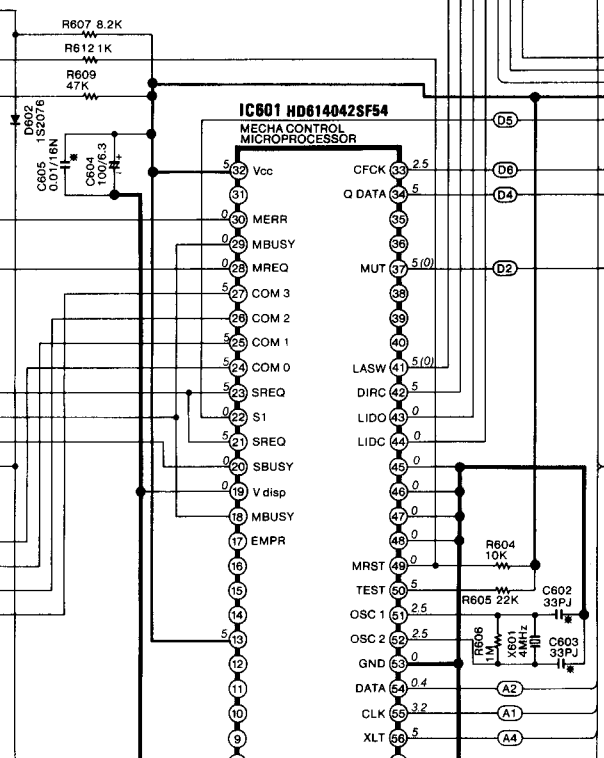 R607 8.2K
R612 1K
R609
47K
D602
1S2076
C605
0.01/16N
C604
100/6.3
+
IC601 HD614042SF54
MECHA CONTROL
MICROPROCESSOR
D5
5 32 Vcc
CFCK 33 2.5 D6
31
Q DATA 34 5 D4
0 30 MERR
35
0 29 MBUSY
36
0 28 MREQ
MUT 37 5(0) D2
5 27 COM 3
38
5 26 COM 2
39
5 25 COM 1
40
5 24 COM 0
LASW 41 5(0)
5 23 SREQ
DIRC 42 5
0 22 S1
LIDO 43 0
5 21 SREQ
LIDC 44 0
0 20 SBUSY
45 0
0 19 V disp
46 0
18 MBUSY
47 0
17 EMPR
48 0
R604
10K
16
MRST 49 0
15
TEST 50 5
R605 22K
C602
33PJ
14
OSC 1 51 2.5
5 13
OSC 2 52 2.5
R606
1M
X601
4MHz
C603
33PJ
12
GND 53 0
11
DATA 54 0.4 A2
10
CLK 55 3.2 A1
9
XLT 56 5 A4